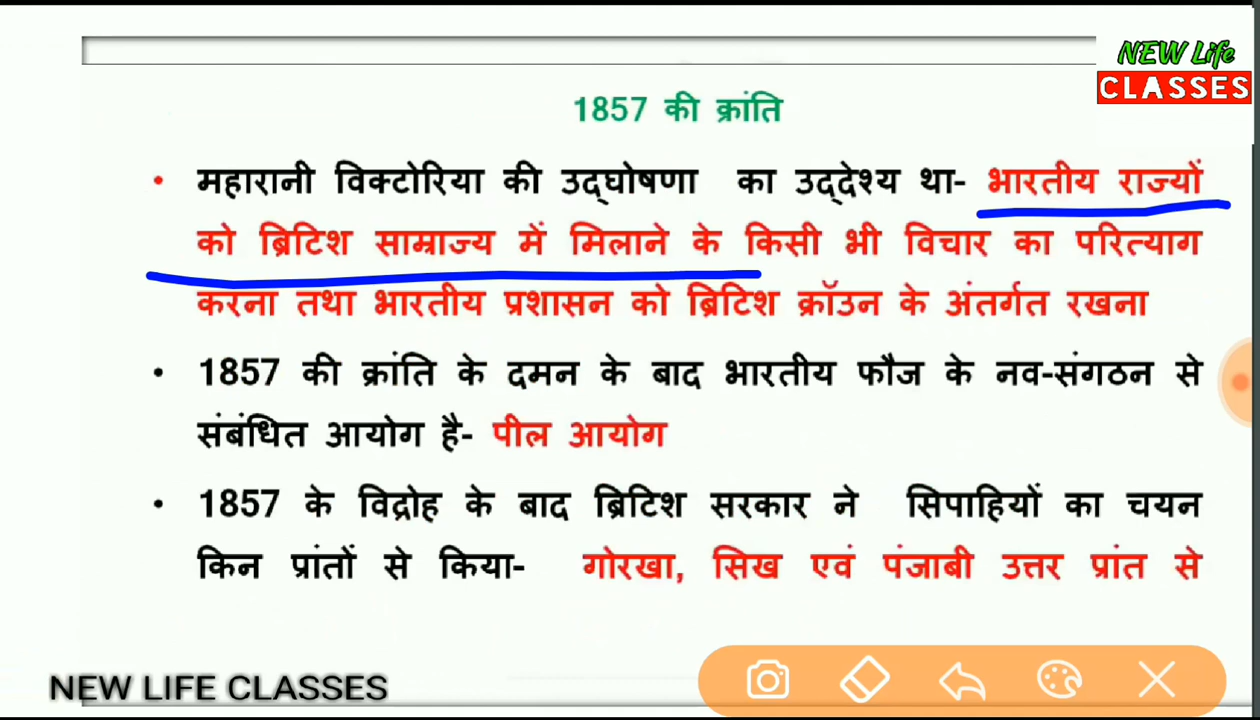 NEW Life
CLASSES
1857 की क्रांति
• महारानी विक्टोरिया की उद्घोषणा का उद्देश्य था- भारतीय राज्यों
को ब्रिटिश साम्राज्य में मिलाने के किसी भी विचार का परित्याग
करना तथा भारतीय प्रशासन को ब्रिटिश क्रॉउन के अंतर्गत रखना
• 1857 की क्रांति के दमन के बाद भारतीय फौज के नव-संगठन से
संबंधित आयोग है- पील आयोग
• 1857 के विद्रोह के बाद ब्रिटिश सरकार ने सिपाहियों का चयन
किन प्रांतों से किया- गोरखा, सिख एवं पंजाबी उत्तर प्रांत से
NEW LIFE CLASSES